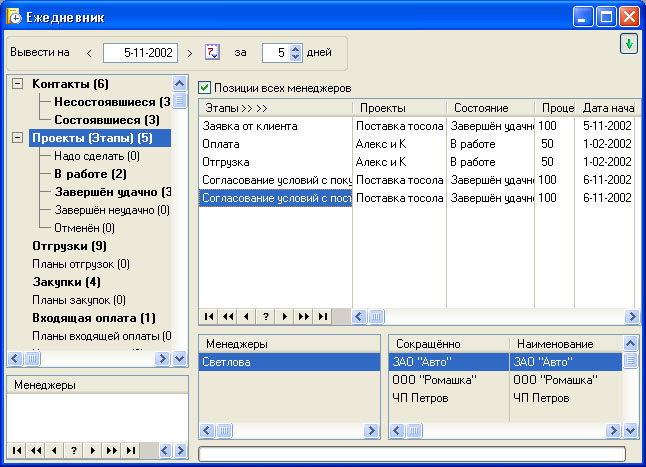 Ежедневник
Вывести на < 5-11-2002 > ? за 5 дней
Контакты (6)
Несостоявшиеся (3
Состоявшиеся (3)
Проекты (Этапы) (5)
Надо сделать (0)
В работе (2)
Завершён удачно (3
Завершён неудачно (0)
Отменён (0)
Отгрузки (9)
Планы отгрузок (0)
Закупки (4)
Планы закупок (0)
Входящая оплата (1)
Планы входящей оплаты (0
Менеджеры
?
Позиции всех менеджеров
Этапы >> >> Проекты Состояние Проце Дата нача
Заявка от клиента Поставка тосола Завершён удачн 100 5-11-2002
Оплата Алекс и К В работе 50 1-02-2002
Отгрузка Алекс и К В работе 50 1-02-2002
Согласование условий с поку Поставка тосола Завершён удачн 100 6-11-2002
Согласование условий с пост Поставка тосола Завершён удачн 100 6-11-2002
?
Менеджеры
Светлова
Сокращённо Наименование
ЗАО "Авто" ЗАО "Авто"
ООО "Ромашка" ООО "Ромашка"
ЧП Петров ЧП Петров